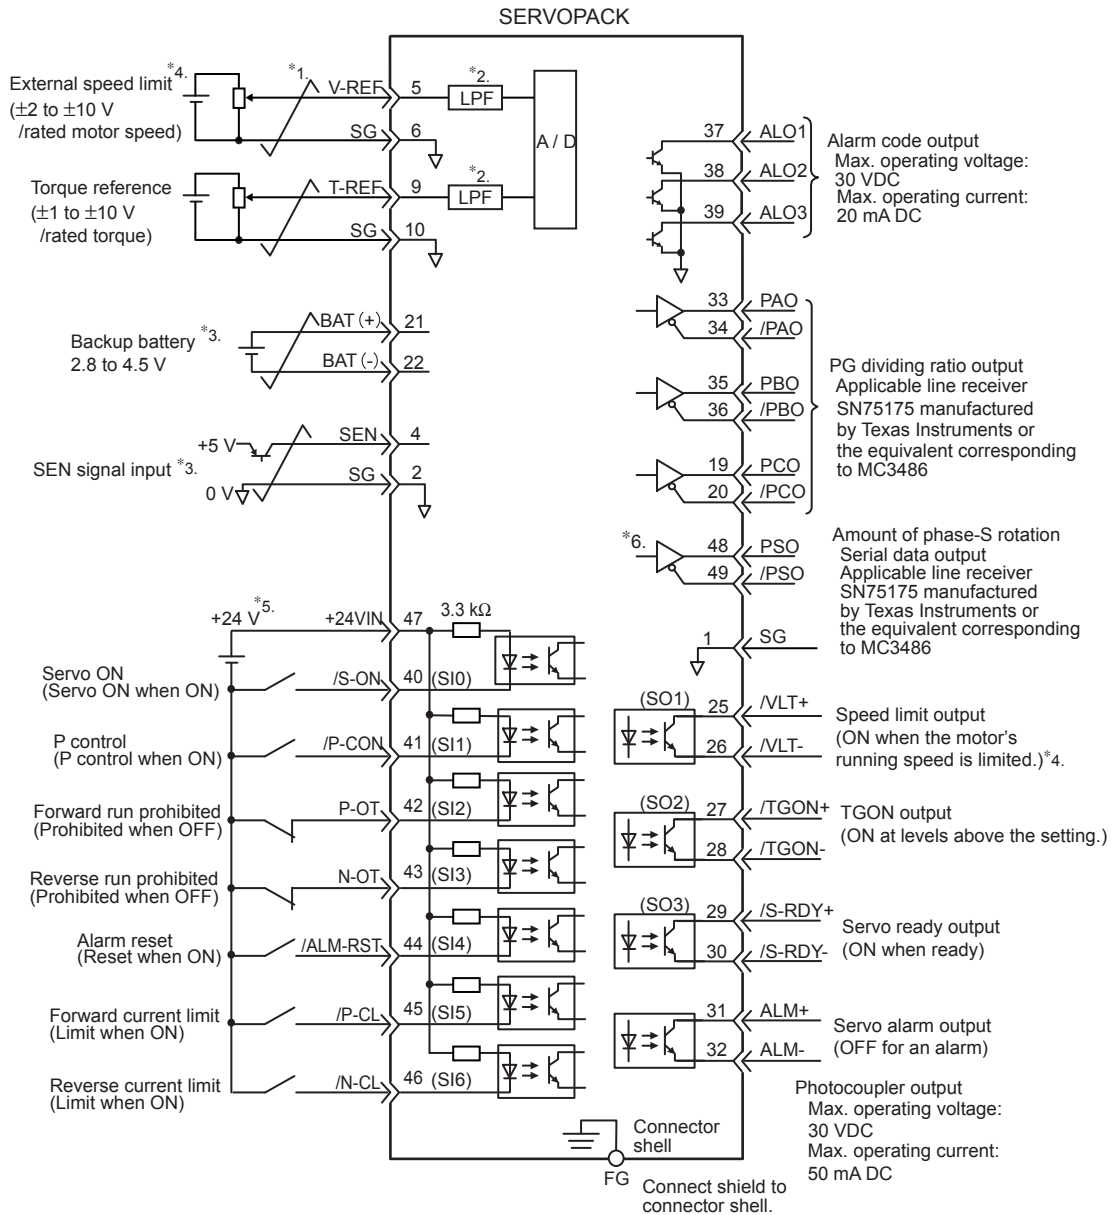 SERVOPACK
External speed limit*4.
(±2 to ±10 V
/rated motor speed)
*1.
V-REF
5
*2.
LPF
SG
6
A / D
Torque reference
(±1 to ±10 V
/rated torque)
T-REF
9
*2.
LPF
SG
10
Backup battery *3.
2.8 to 4.5 V
BAT (+)
21
BAT (-)
22
+5 V
SEN
4
SEN signal input *3.
0 V
SG
2
+24 V *5.
+24VIN
47
3.3 kΩ
Servo ON
(Servo ON when ON)
/S-ON
40
(SI0)
P control
(P control when ON)
/P-CON
41
(SI1)
Forward run prohibited
(Prohibited when OFF)
P-OT
42
(SI2)
Reverse run prohibited
(Prohibited when OFF)
N-OT
43
(SI3)
Alarm reset
(Reset when ON)
/ALM-RST
44
(SI4)
Forward current limit
(Limit when ON)
/P-CL
45
(SI5)
Reverse current limit
(Limit when ON)
/N-CL
46
(SI6)
37
ALO1
38
ALO2
39
ALO3
Alarm code output
Max. operating voltage:
30 VDC
Max. operating current:
20 mA DC
33
PAO
34
/PAO
35
PBO
36
/PBO
19
PCO
20
/PCO
PG dividing ratio output
Applicable line receiver
SN75175 manufactured
by Texas Instruments or
the equivalent corresponding
to MC3486
*6.
48
PSO
49
/PSO
Amount of phase-S rotation
Serial data output
Applicable line receiver
SN75175 manufactured
by Texas Instruments or
the equivalent corresponding
to MC3486
1
SG
(SO1)
25
/VLT+
26
/VLT-
Speed limit output
(ON when the motor's
running speed is limited.)*4.
(SO2)
27
/TGON+
28
/TGON-
TGON output
(ON at levels above the setting.)
(SO3)
29
/S-RDY+
30
/S-RDY-
Servo ready output
(ON when ready)
31
ALM+
32
ALM-
Servo alarm output
(OFF for an alarm)
Photocoupler output
Max. operating voltage:
30 VDC
Max. operating current:
50 mA DC
Connector
shell
FG
Connect shield to
connector shell.